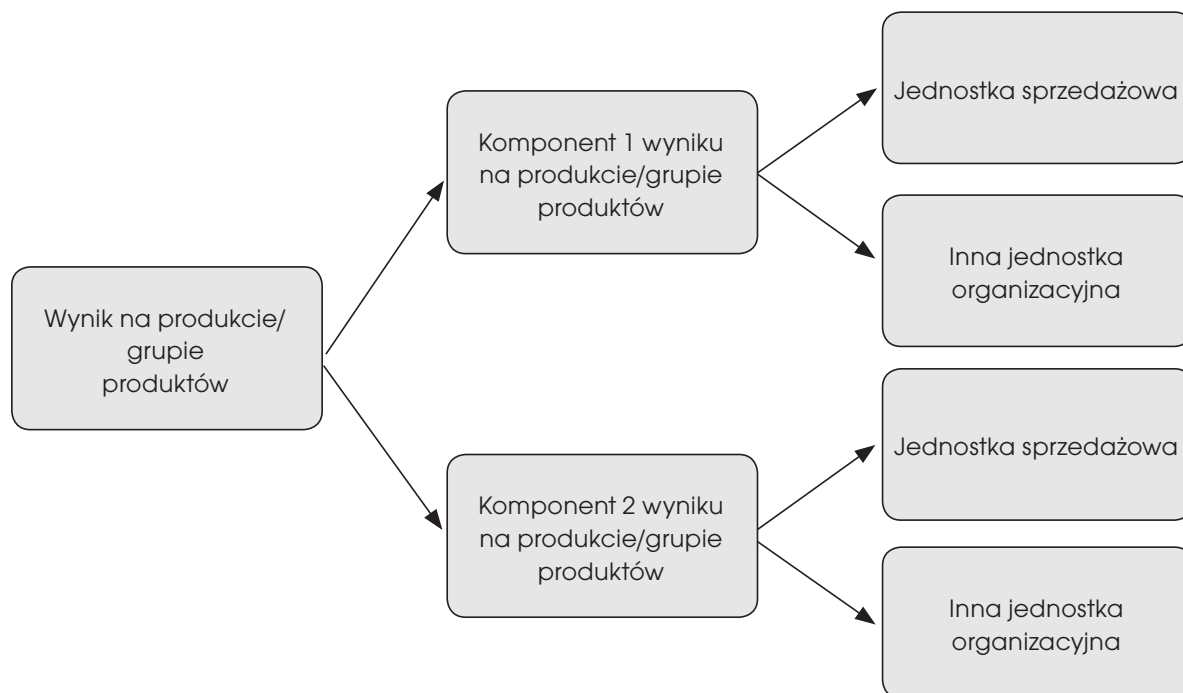 Wynik na produkcie/
grupie
produktów
Komponent 1 wyniku
na produkcie/grupie
produktów
Jednostka sprzedażowa
Inna jednostka
organizacyjna
Komponent 2 wyniku
na produkcie/grupie
produktów
Jednostka sprzedażowa
Inna jednostka
organizacyjna